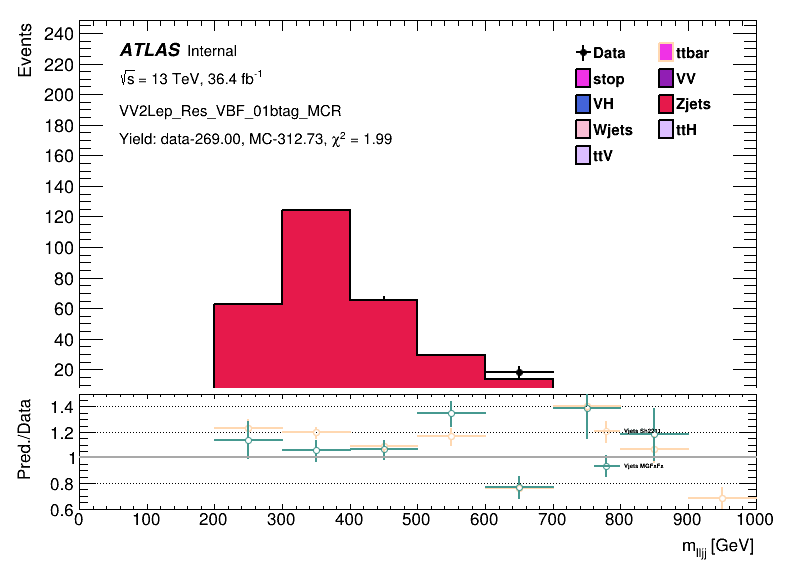 Events
240
220
200
180
160
140
120
100
80
60
40
20
ATLAS Internal
√s = 13 TeV, 36.4 fb⁻¹
VV2Lep_Res_VBF_01btag_MCR
Yield: data-269.00, MC-312.73, χ² = 1.99
Data ttbar
stop VV
VH Zjets
Wjets ttH
ttV
Pred./Data
1.4
1.2
1
0.8
0.6
Vjets Sh2211
Vjets MGFxFx
0 100 200 300 400 500 600 700 800 900 1000
m_lljj [GeV]